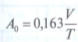 A₀ = 0,163 V/T